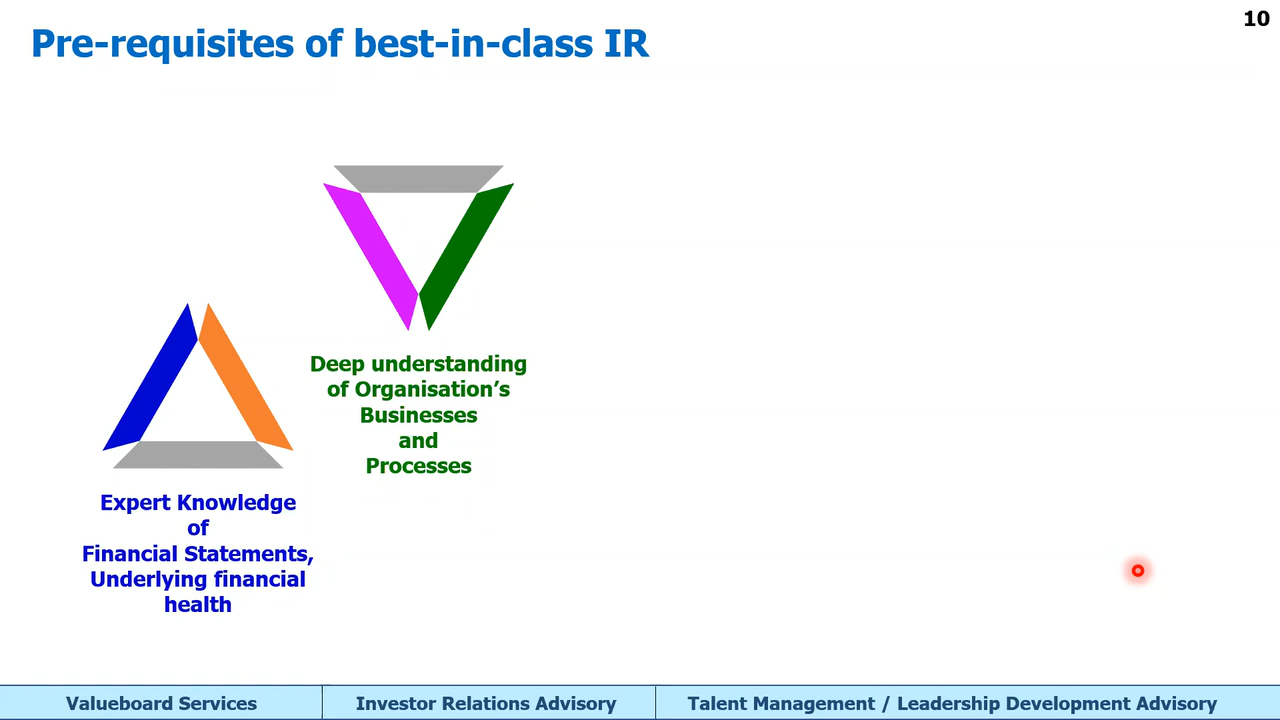 10
Pre-requisites of best-in-class IR
Deep understanding
of Organisation’s
Businesses
and
Processes
Expert Knowledge
of
Financial Statements,
Underlying financial
health
Valueboard Services
Investor Relations Advisory
Talent Management / Leadership Development Advisory